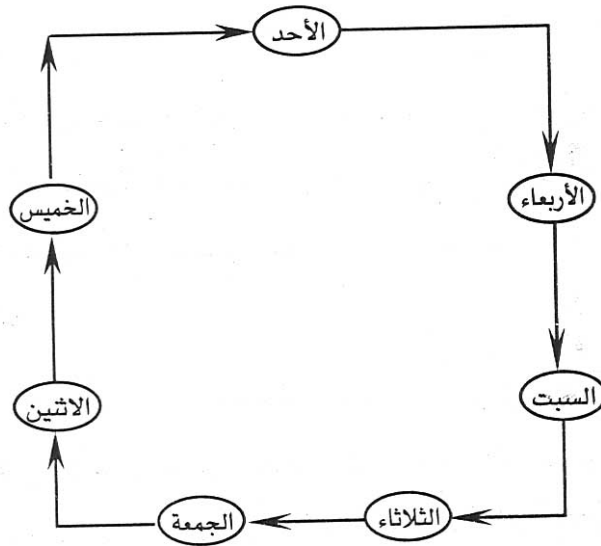 الأحد
الأربعاء
السبت
الثلاثاء
الجمعة
الاثنين
الخميس